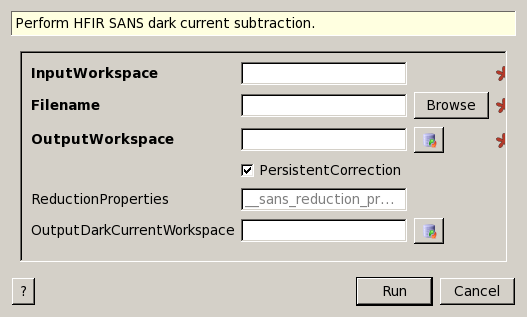 Perform HFIR SANS dark current subtraction.
InputWorkspace
Filename Browse
OutputWorkspace
PersistentCorrection
ReductionProperties __sans_reduction_pr...
OutputDarkCurrentWorkspace
? Run Cancel